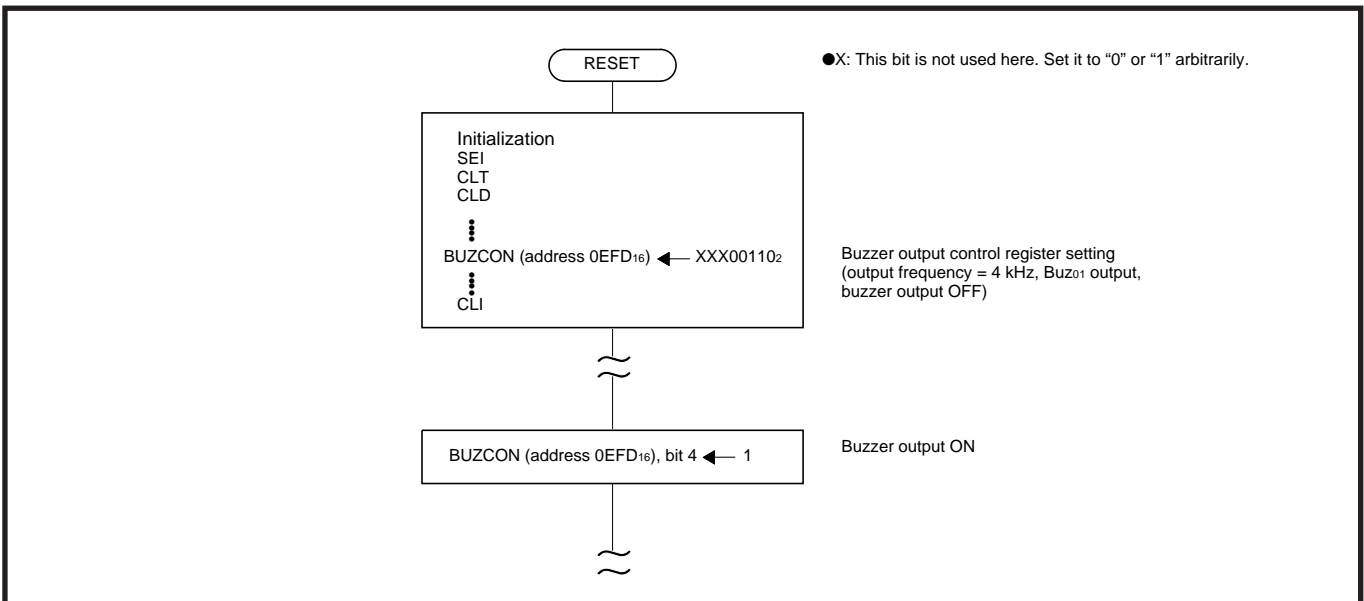 RESET
●X: This bit is not used here. Set it to “0” or “1” arbitrarily.
Initialization
SEI
CLT
CLD
BUZCON (address 0EFD16) ← XXX001102
CLI
Buzzer output control register setting
(output frequency = 4 kHz, Buz01 output,
buzzer output OFF)
BUZCON (address 0EFD16), bit 4 ← 1
Buzzer output ON